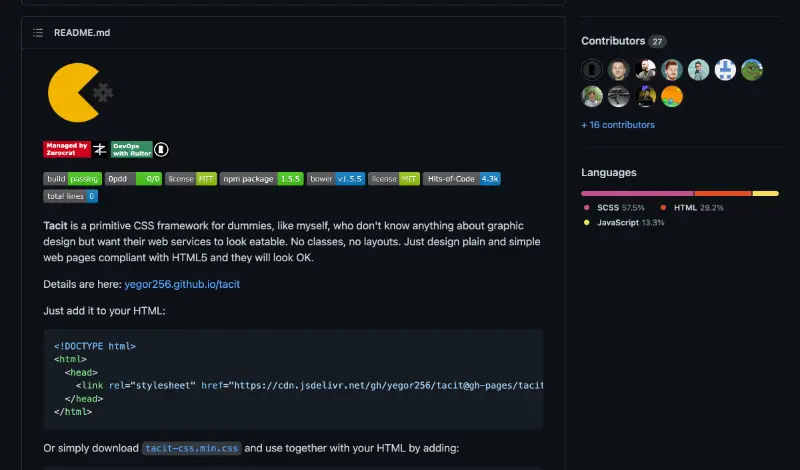 README.md
Managed by
Zerocrat
DevOps
with Rultor
build passing 0pdd 0/0 license MIT npm package 1.5.5 bower v1.5.5 license MIT Hits-of-Code 4.3k
total lines 0
Tacit is a primitive CSS framework for dummies, like myself, who don't know anything about graphic
design but want their web services to look eatable. No classes, no layouts. Just design plain and simple
web pages compliant with HTML5 and they will look OK.
Details are here: yegor256.github.io/tacit
Just add it to your HTML:
<!DOCTYPE html>
<html>
<head>
<link rel="stylesheet" href="https://cdn.jsdelivr.net/gh/yegor256/tacit@gh-pages/tacit
</head>
</html>
Or simply download tacit-css.min.css and use together with your HTML by adding:
Contributors 27
+ 16 contributors
Languages
SCSS 57.5% HTML 29.2%
JavaScript 13.3%